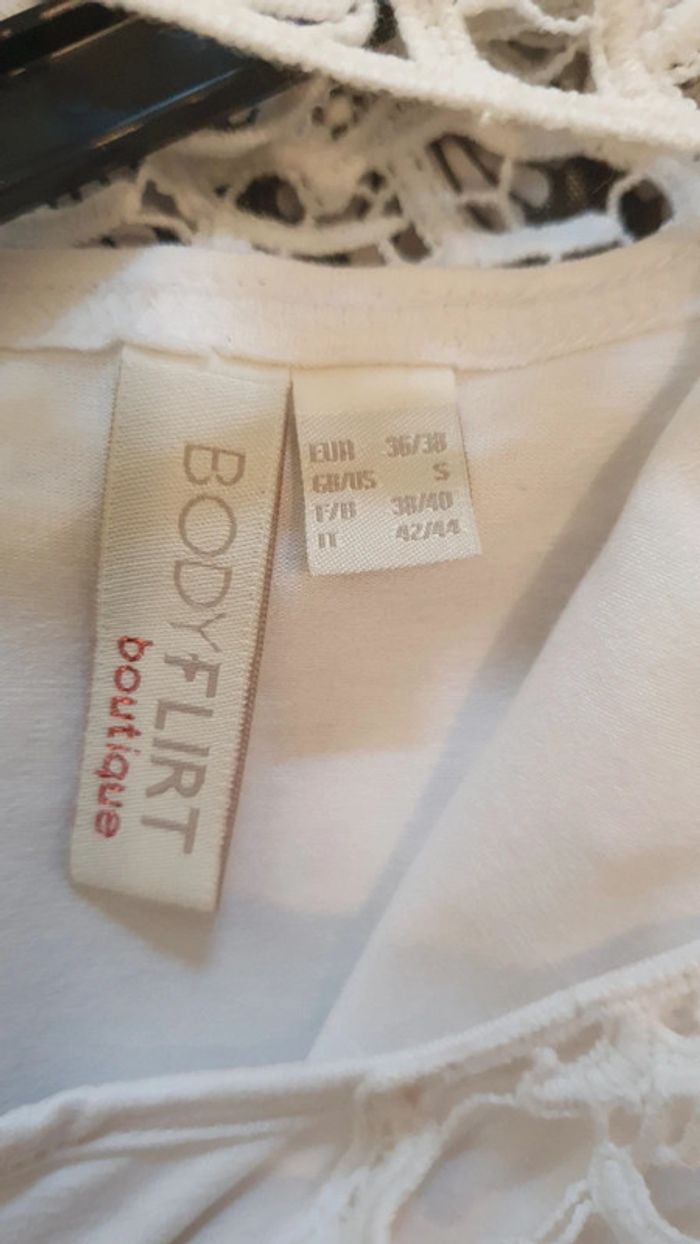 BODYFLIRT
boutique
EUR 36/38
GB/US S
F/B 38/40
IT 42/44